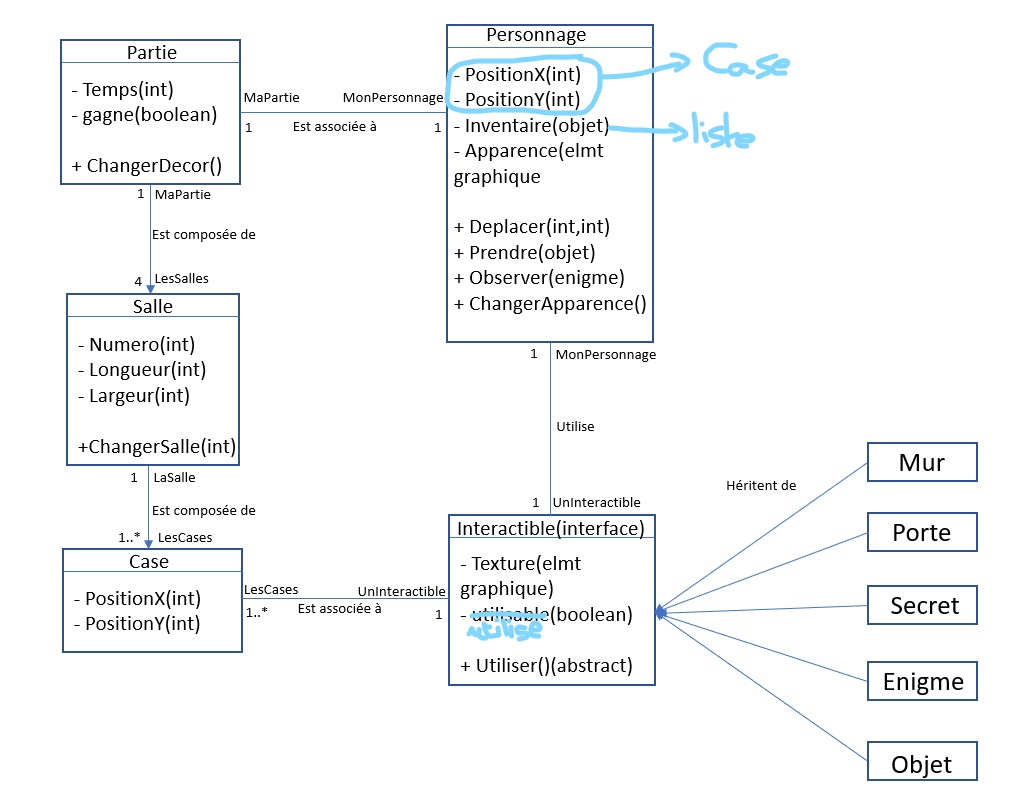 Partie
- Temps(int)
- gagne(boolean)
+ ChangerDecor()
MaPartie
1
Est associée à
MonPersonnage
1
Personnage
- PositionX(int)
- PositionY(int)
Case
- Inventaire(objet)
liste
- Apparence(elmt
graphique
+ Deplacer(int,int)
+ Prendre(objet)
+ Observer(enigme)
+ ChangerApparence()
1 MaPartie
Est composée de
4 LesSalles
Salle
- Numero(int)
- Longueur(int)
- Largeur(int)
+ChangerSalle(int)
1 LaSalle
Est composée de
1..* LesCases
Case
- PositionX(int)
- PositionY(int)
LesCases
1..*
Est associée à
UnInteractible
1
1 MonPersonnage
Utilise
1 UnInteractible
Interactible(interface)
- Texture(elmt
graphique)
- utilisable(boolean)
utilisé
+ Utiliser()(abstract)
Héritent de
Mur
Porte
Secret
Enigme
Objet